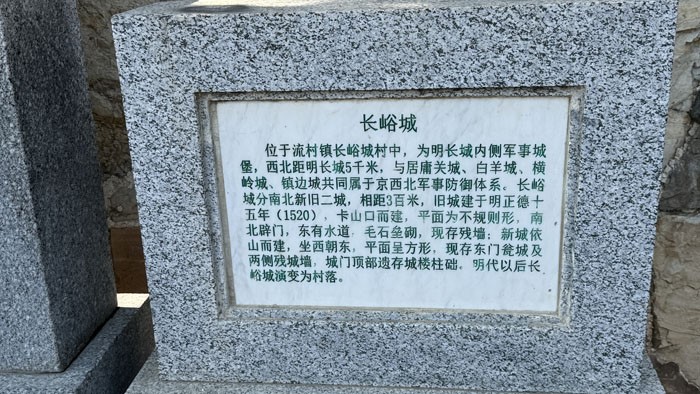 长峪城
位于流村镇长峪城村中，为明长城内侧军事城
堡，西北距明长城5千米，与居庸关城、白羊城、横
岭城、镇边城共同属于京西北军事防御体系。长峪
城分南北新旧二城，相距3百米，旧城建于明正德十
五年（1520），卡山口而建，平面为不规则形，南
北辟门，东有水道，毛石垒砌，现存残墙；新城依
山而建，坐西朝东，平面呈方形，现存东门瓮城及
两侧残城墙，城门顶部遗存城楼柱础。明代以后长
峪城演变为村落。